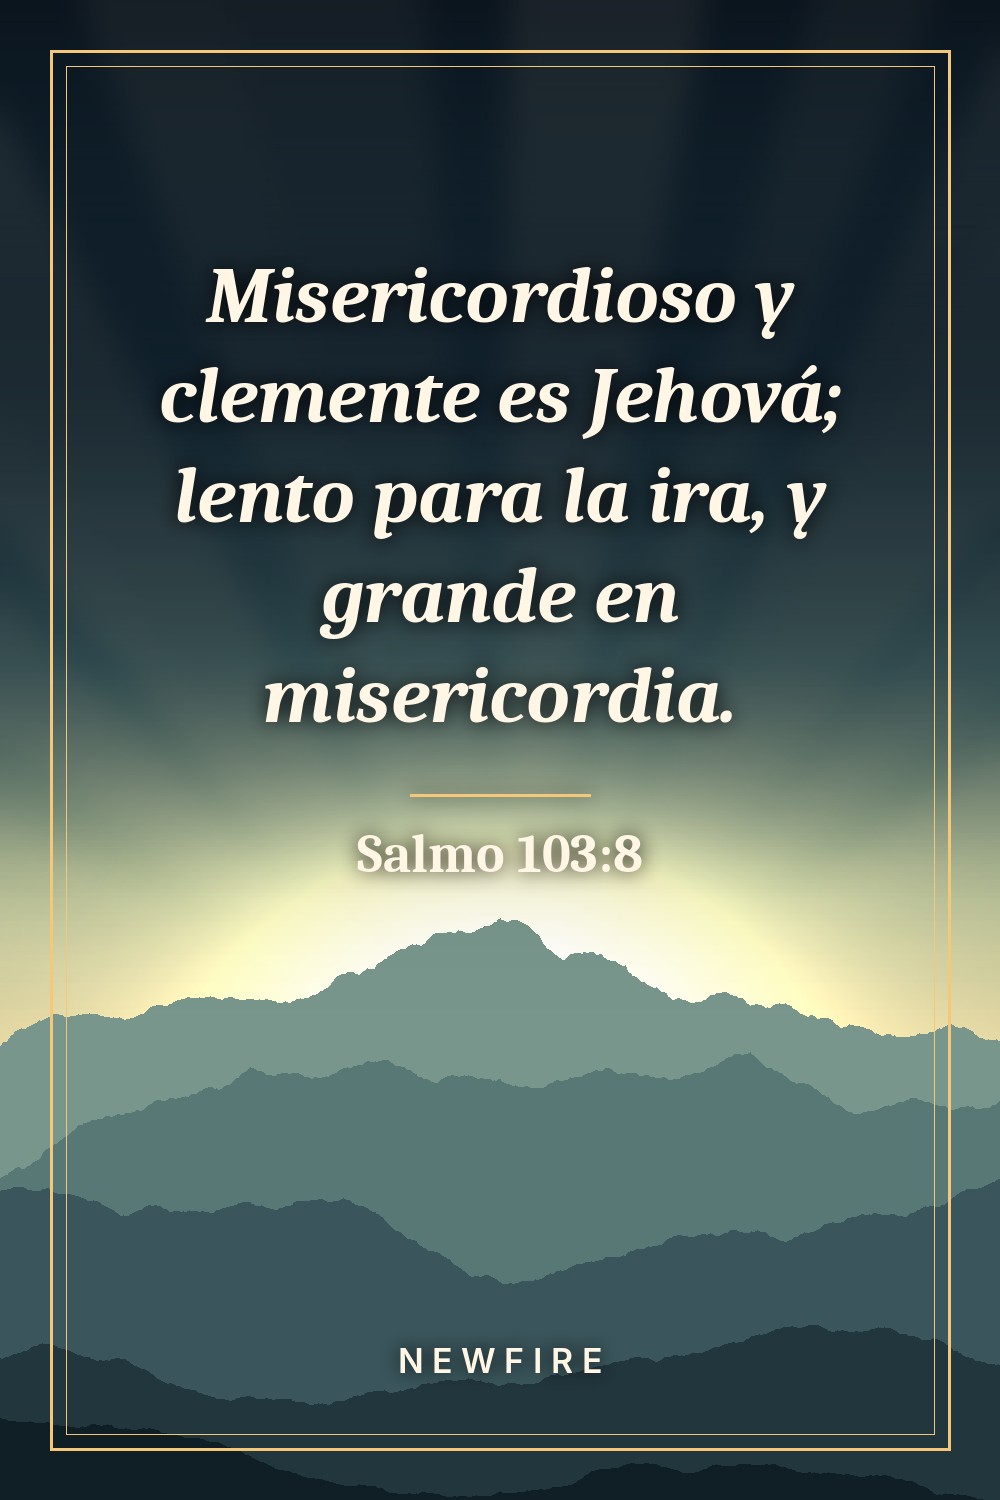 Misericordioso y
clemente es Jehová;
lento para la ira, y
grande en
misericordia.
Salmo 103:8
NEWFIRE